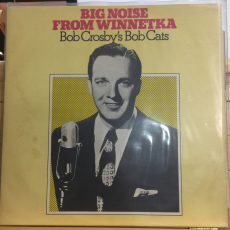 BIG NOISE
FROM WINNETKA
Bob Crosby's Bob Cats